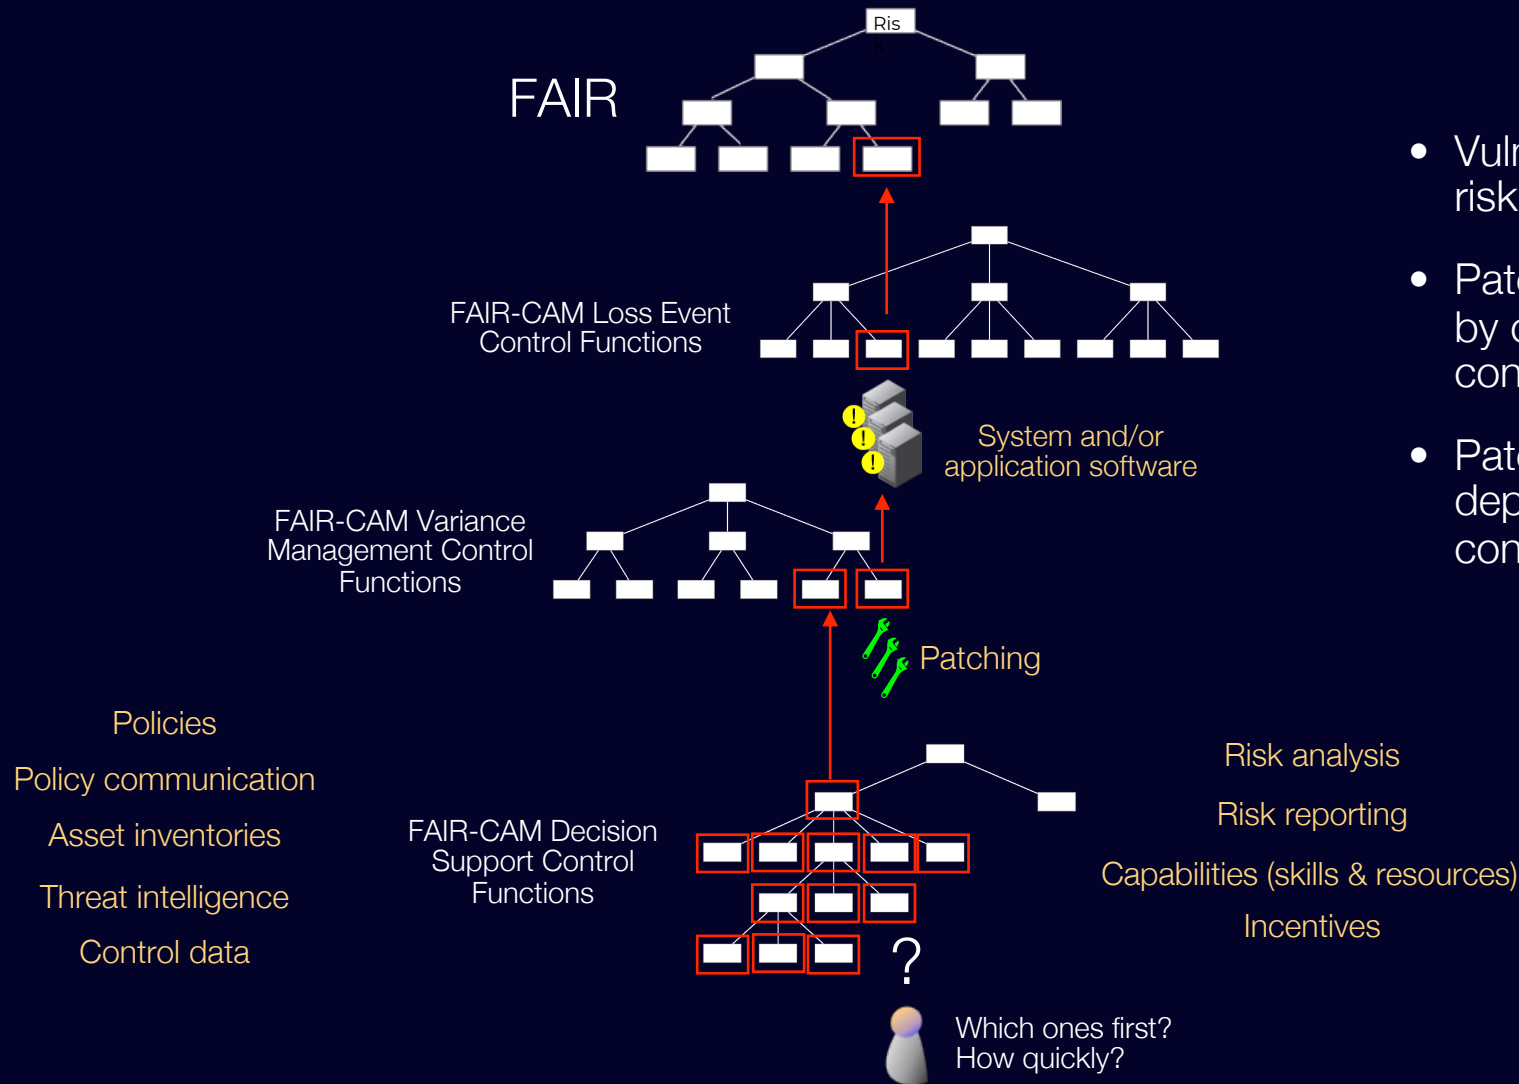 Ris
FAIR
FAIR-CAM Loss Event
Control Functions
System and/or
application software
FAIR-CAM Variance
Management Control
Functions
Patching
Policies
Policy communication
Asset inventories
Threat intelligence
Control data
FAIR-CAM Decision
Support Control
Functions
?
Which ones first?
How quickly?
Risk analysis
Risk reporting
Capabilities (skills & resources)
Incentives
• 
risk
• 
by
•